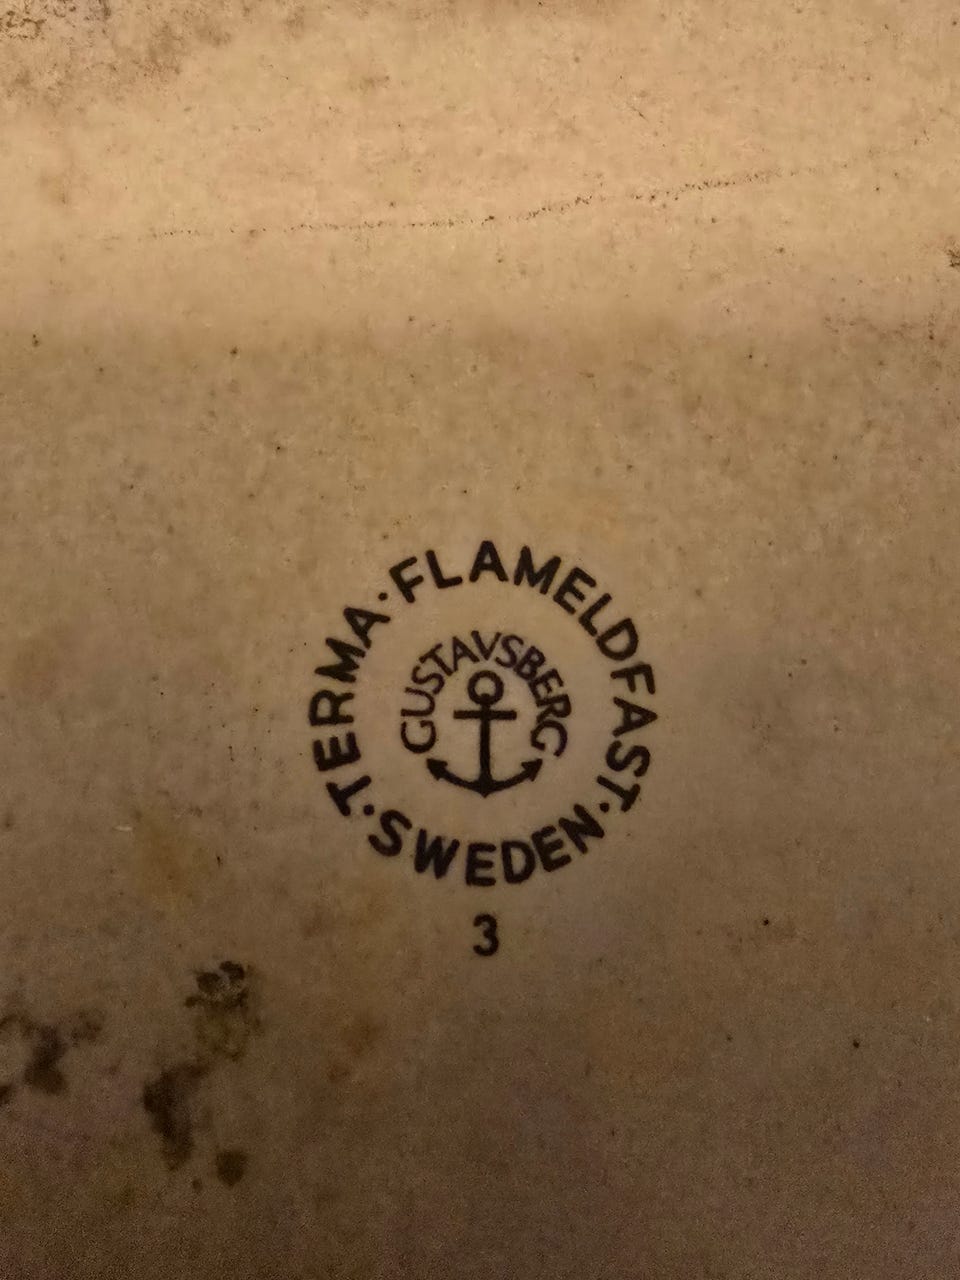 TERMA · FLAMELDFAST · SWEDEN ·
GUSTAVSBERG
3